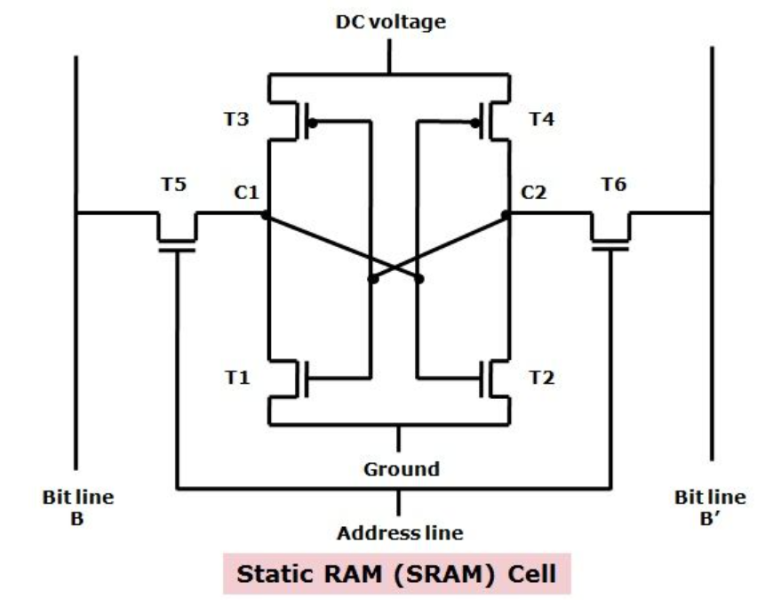 DC voltage
T3
T4
T5
C1
C2
T6
T1
T2
Ground
Bit line
B
Bit line
B′
Address line
Static RAM (SRAM) Cell